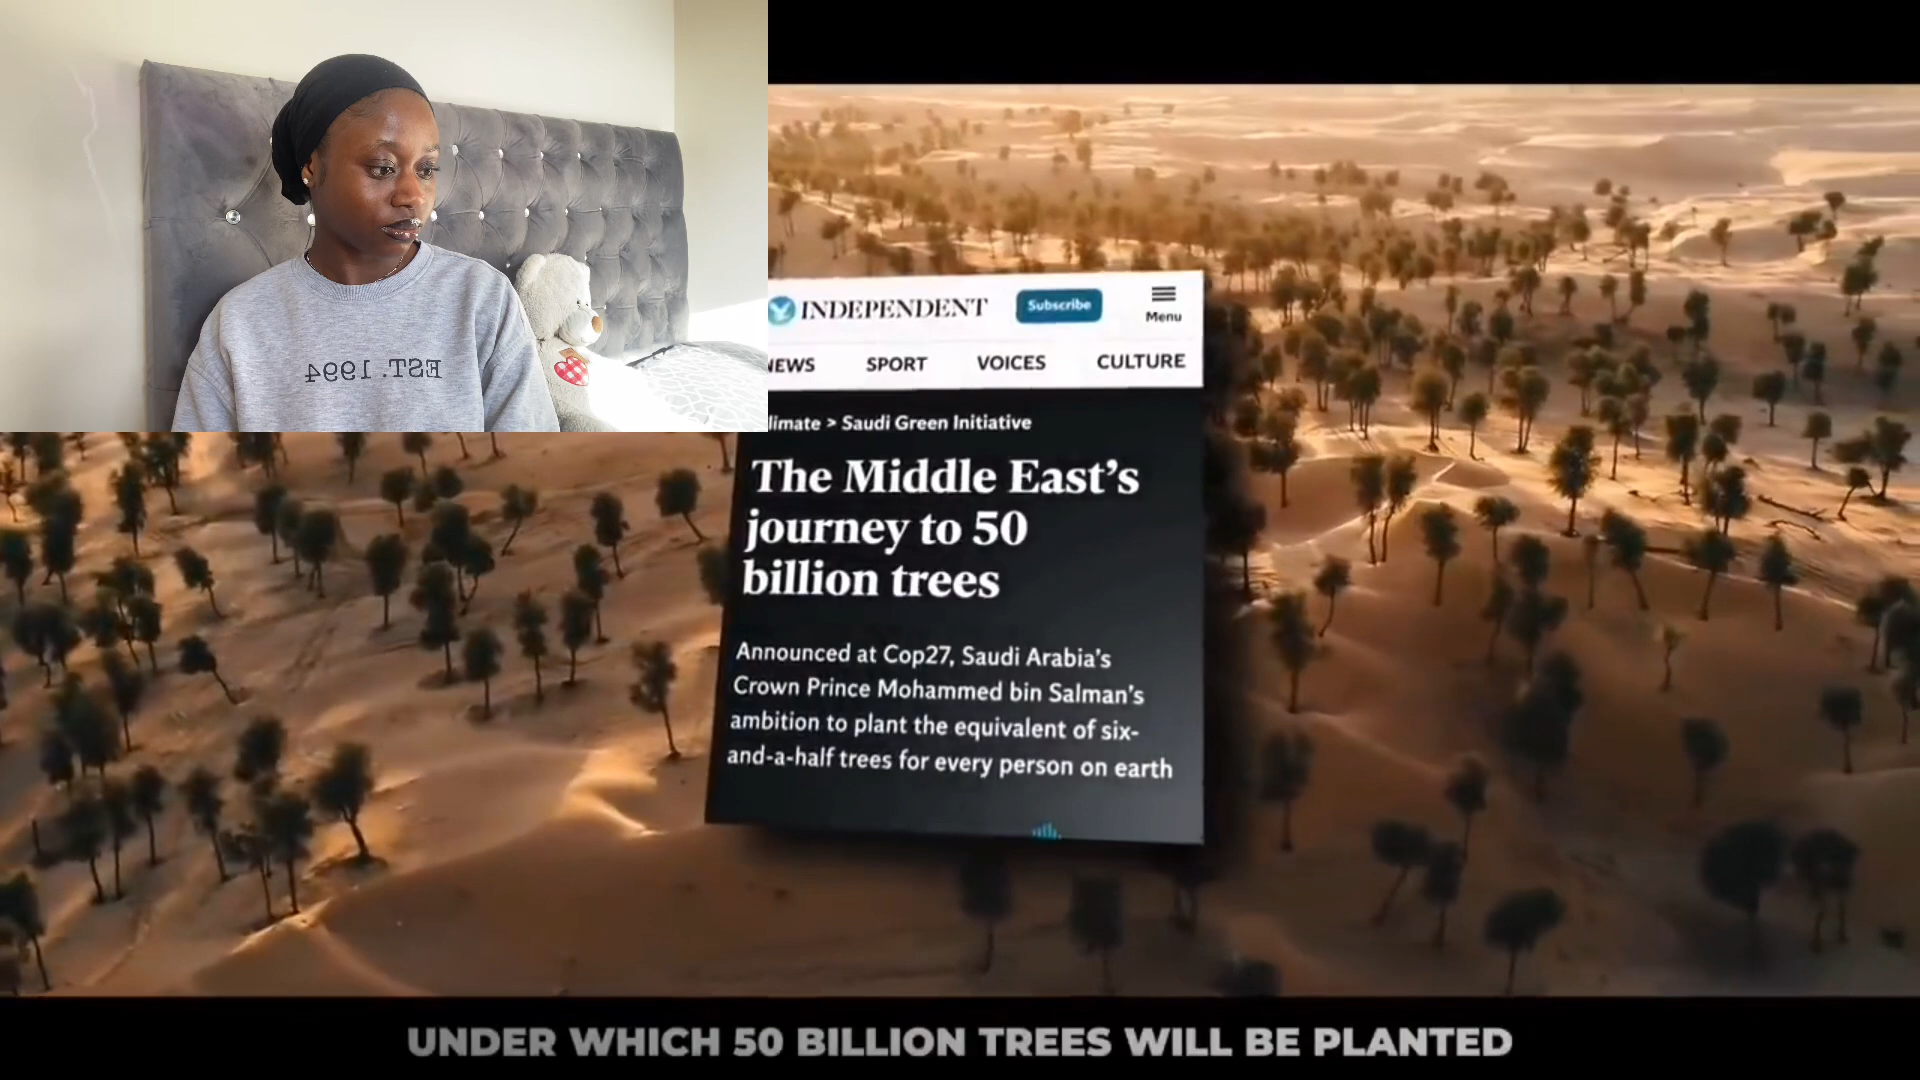 EST. 1994
INDEPENDENT
Subscribe
Menu
NEWS SPORT VOICES CULTURE
limate > Saudi Green Initiative
The Middle East's
journey to 50
billion trees
Announced at Cop27, Saudi Arabia's
Crown Prince Mohammed bin Salman's
ambition to plant the equivalent of six-
and-a-half trees for every person on earth
UNDER WHICH 50 BILLION TREES WILL BE PLANTED